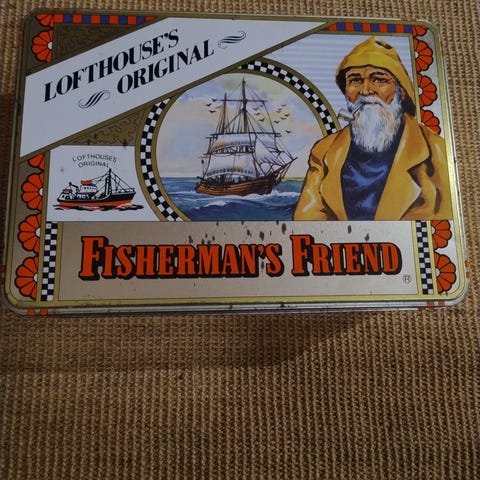 LOFTHOUSE'S
ORIGINAL
LOFTHOUSE'S
ORIGINAL
FISHERMAN'S FRIEND
®